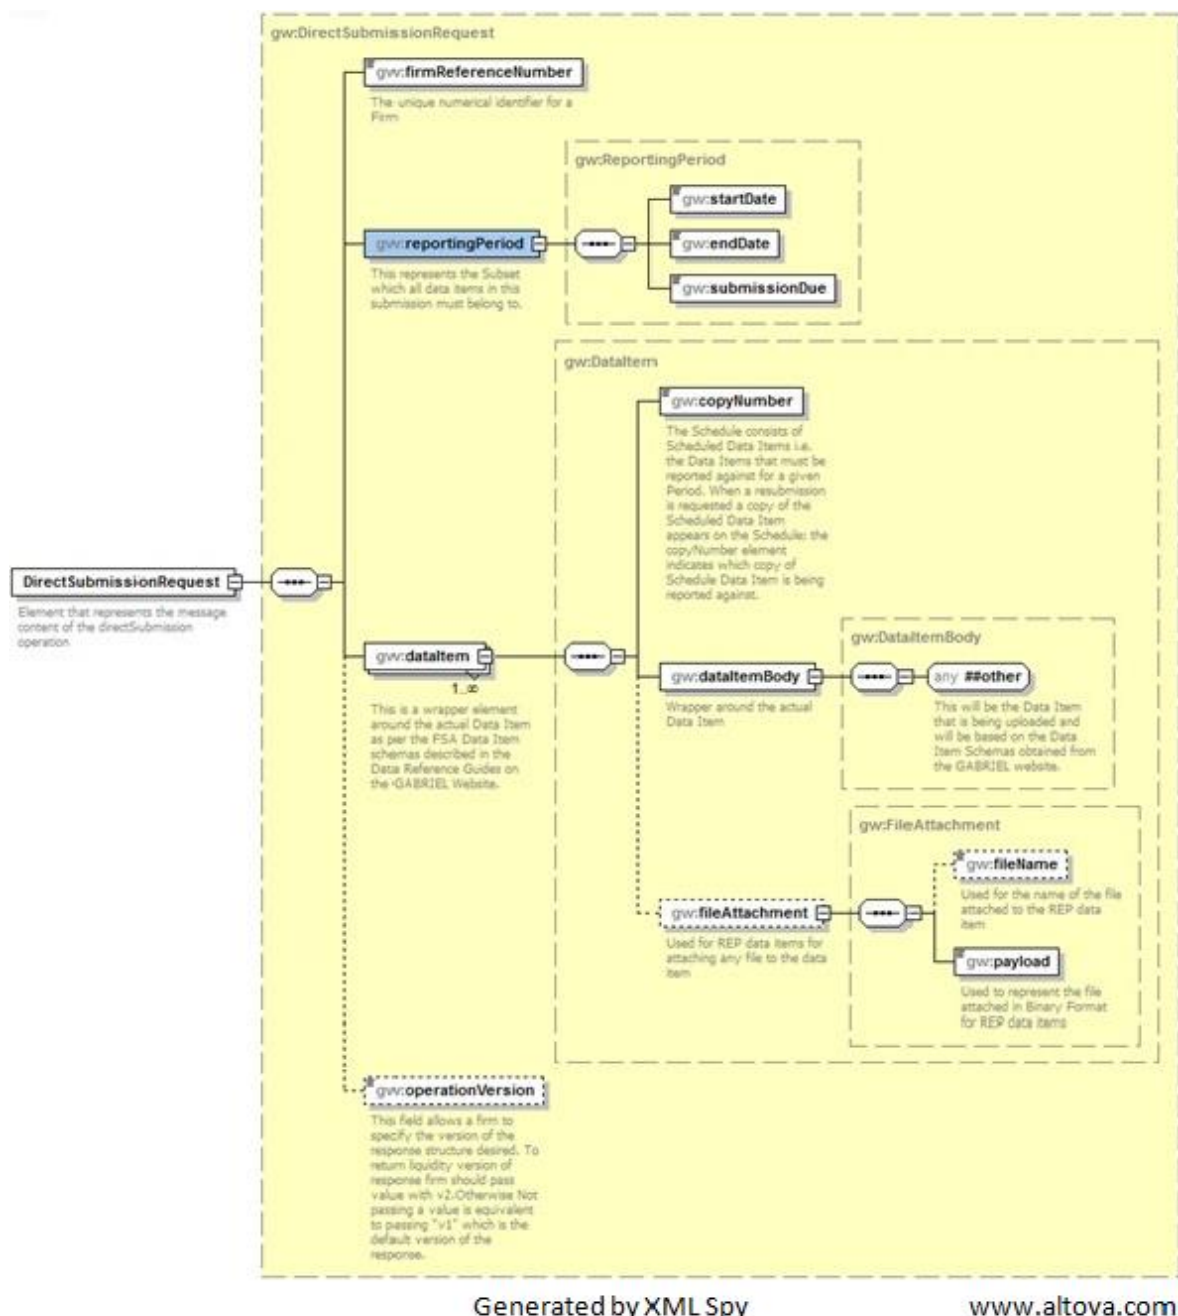 gw:DirectSubmissionRequest
gw:firmReferenceNumber
The unique numerical identifier for a
Firm
gw:ReportingPeriod
gw:startDate
gw:reportingPeriod
gw:endDate
This represents the Subset
which all data items in this
submission must belong to.
gw:submissionDue
gw:DataItem
gw:copyNumber
The Schedule consists of
Scheduled Data Items i.e.
the Data Items that must be
reported against for a given
Period. When a resubmission
is requested a copy of the
Scheduled Data Item
appears on the Schedule: the
copyNumber element
indicates which copy of
Schedule Data Item is being
reported against.
DirectSubmissionRequest
Element that represents the message
content of the directSubmission
operation
gw:dataItem
1..∞
This is a wrapper element
around the actual Data Item
as per the FSA Data Item
schemas described in the
Data Reference Guides on
the GABRIEL Website.
gw:dataItemBody
Wrapper around the actual
Data Item
gw:DataItemBody
any ##other
This will be the Data Item
that is being uploaded and
will be based on the Data
Item Schemas obtained from
the GABRIEL website.
gw:FileAttachment
gw:fileName
Used for the name of the file
attached to the REP data
item
gw:fileAttachment
Used for REP data items for
attaching any file to the data
item
gw:payload
Used to represent the file
attached in Binary Format
for REP data items
gw:operationVersion
This field allows a firm to
specify the version of the
response structure desired. To
return liquidity version of
response firm should pass
value with v2.Otherwise Not
passing a value is equivalent
to passing "v1" which is the
default version of the
response.
Generated by XML Spy www.altova.com